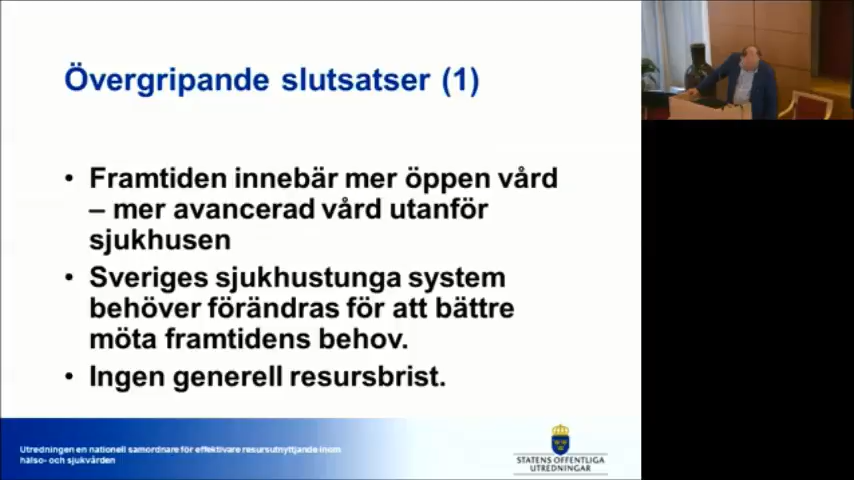 Övergripande slutsatser (1)
• Framtiden innebär mer öppen vård
– mer avancerad vård utanför
sjukhusen
• Sveriges sjukhustunga system
behöver förändras för att bättre
möta framtidens behov.
• Ingen generell resursbrist.
Utredningen en nationell samordnare för effektivare resursutnyttjande inom
hälso- och sjukvården
STATENS OFFENTLIGA
UTREDNINGAR